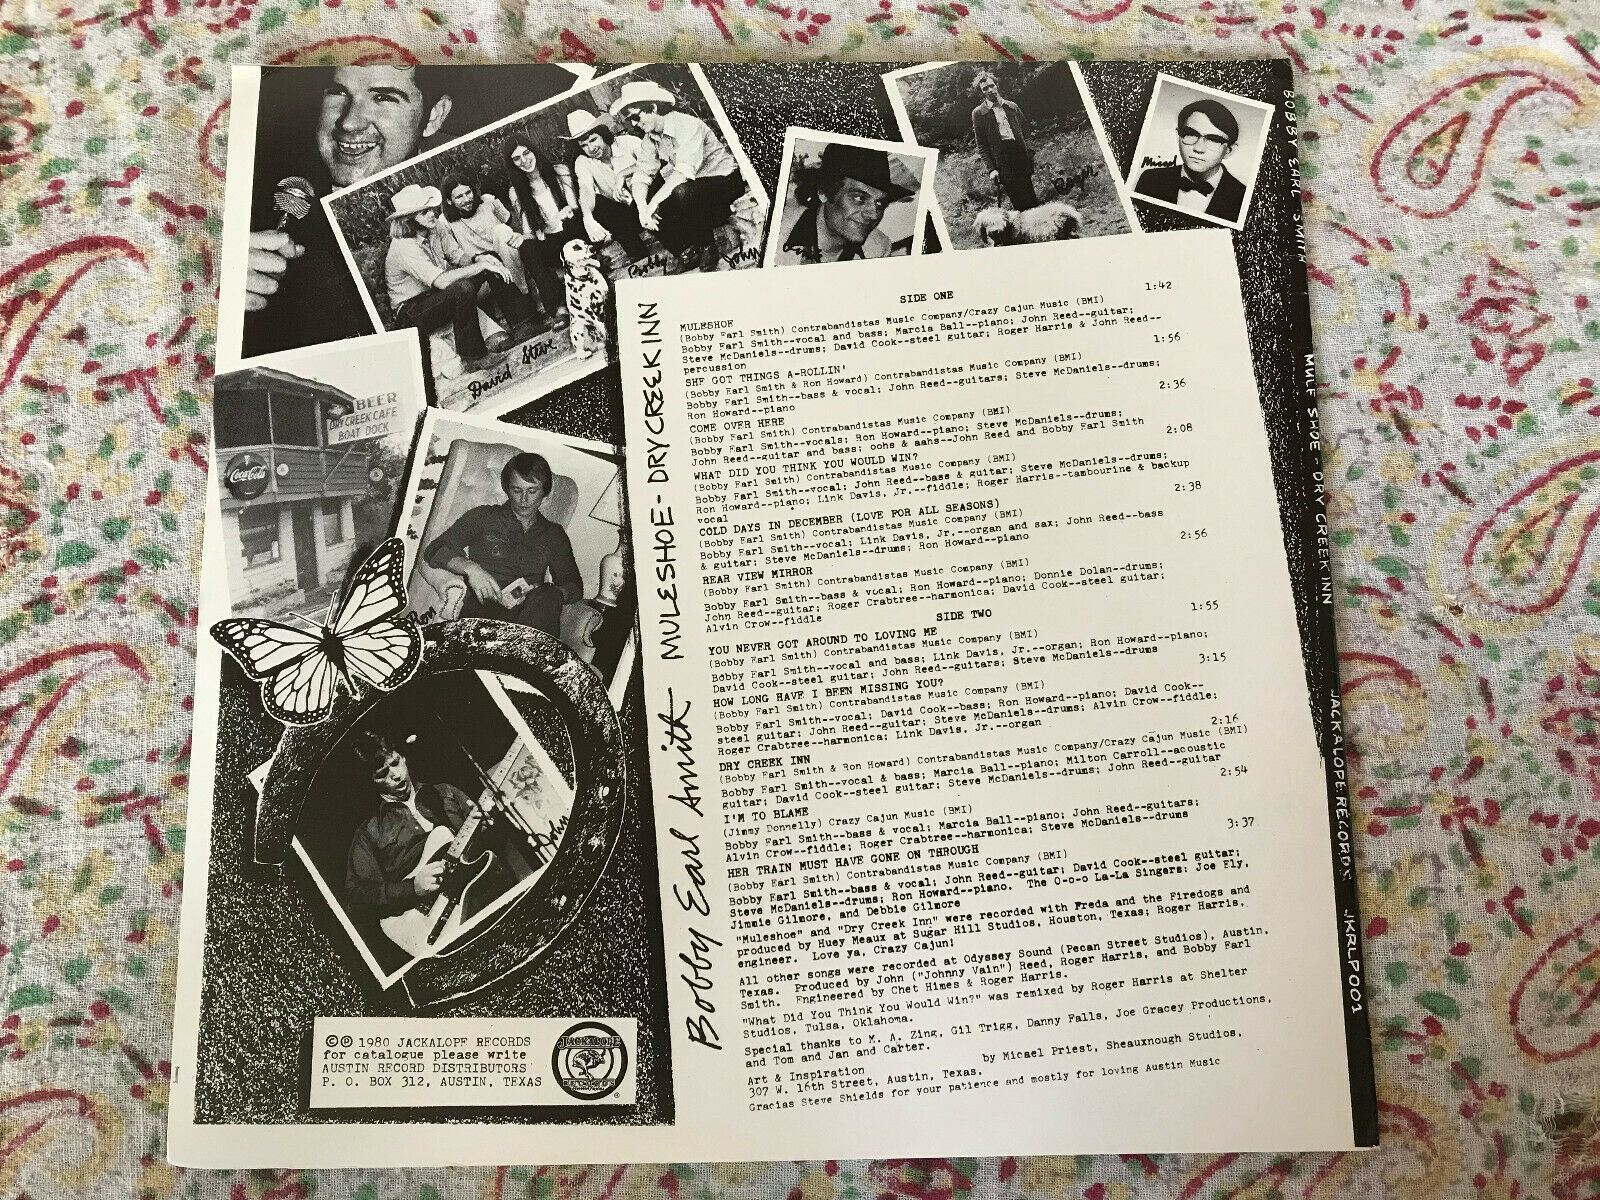 David
Steve
Bobby
John
Roger
Micael
BEER
DRY CREEK CAFE
BOAT DOCK
Coca-Cola
Ron
John
©℗ 1980 JACKALOPE RECORDS
for catalogue please write
AUSTIN RECORD DISTRIBUTORS
P. O. BOX 312, AUSTIN, TEXAS
JACKALOPE
RECORDS
®
Bobby Earl Smith MULESHOE - DRY CREEK INN
SIDE ONE
MULESHOE 1:42
(Bobby Earl Smith) Contrabandistas Music Company/Crazy Cajun Music (BMI)
Bobby Earl Smith--vocal and bass; Marcia Ball--piano; John Reed--guitar;
Steve McDaniels--drums; David Cook--steel guitar; Roger Harris & John Reed--
percussion
SHE GOT THINGS A-ROLLIN' 1:56
(Bobby Earl Smith & Ron Howard) Contrabandistas Music Company (BMI)
Bobby Earl Smith--bass & vocal; John Reed--guitars; Steve McDaniels--drums;
Ron Howard--piano
COME OVER HERE 2:36
(Bobby Earl Smith) Contrabandistas Music Company (BMI)
Bobby Earl Smith--vocals; Ron Howard--piano; Steve McDaniels--drums;
John Reed--guitar and bass; oohs & aahs--John Reed and Bobby Earl Smith
WHAT DID YOU THINK YOU WOULD WIN? 2:08
(Bobby Earl Smith) Contrabandistas Music Company (BMI)
Bobby Earl Smith--vocal; John Reed--bass & guitar; Steve McDaniels--drums;
Ron Howard--piano; Link Davis, Jr.--fiddle; Roger Harris--tambourine & backup
vocal
COLD DAYS IN DECEMBER (LOVE FOR ALL SEASONS) 2:38
(Bobby Earl Smith) Contrabandistas Music Company (BMI)
Bobby Earl Smith--vocal; Link Davis, Jr.--organ and sax; John Reed--bass
& guitar; Steve McDaniels--drums; Ron Howard--piano
REAR VIEW MIRROR 2:56
(Bobby Earl Smith) Contrabandistas Music Company (BMI)
Bobby Earl Smith--bass & vocal; Ron Howard--piano; Donnie Dolan--drums;
John Reed--guitar; Roger Crabtree--harmonica; David Cook--steel guitar;
Alvin Crow--fiddle
SIDE TWO
YOU NEVER GOT AROUND TO LOVING ME 1:55
(Bobby Earl Smith) Contrabandistas Music Company (BMI)
Bobby Earl Smith--vocal and bass; Link Davis, Jr.--organ; Ron Howard--piano;
David Cook--steel guitar; John Reed--guitars; Steve McDaniels--drums
HOW LONG HAVE I BEEN MISSING YOU? 3:15
(Bobby Earl Smith) Contrabandistas Music Company (BMI)
Bobby Earl Smith--vocal; David Cook--bass; Ron Howard--piano; David Cook--
steel guitar; John Reed--guitar; Steve McDaniels--drums; Alvin Crow--fiddle;
Roger Crabtree--harmonica; Link Davis, Jr.--organ
DRY CREEK INN 2:16
(Bobby Earl Smith & Ron Howard) Contrabandistas Music Company/Crazy Cajun Music (BMI)
Bobby Earl Smith--vocal & bass; Marcia Ball--piano; Milton Carroll--acoustic
guitar; David Cook--steel guitar; Steve McDaniels--drums; John Reed--guitar
I'M TO BLAME 2:54
(Jimmy Donnelly) Crazy Cajun Music (BMI)
Bobby Earl Smith--bass & vocal; Marcia Ball--piano; John Reed--guitars;
Alvin Crow--fiddle; Roger Crabtree--harmonica; Steve McDaniels--drums
HER TRAIN MUST HAVE GONE ON THROUGH 3:37
(Bobby Earl Smith) Contrabandistas Music Company (BMI)
Bobby Earl Smith--bass & vocal; John Reed--guitar; David Cook--steel guitar;
Steve McDaniels--drums; Ron Howard--piano. The O-o-o La-La Singers: Joe Ely,
Jimmie Gilmore, and Debbie Gilmore
"Muleshoe" and "Dry Creek Inn" were recorded with Freda and the Firedogs and
produced by Huey Meaux at Sugar Hill Studios, Houston, Texas; Roger Harris,
engineer. Love ya, Crazy Cajun!
All other songs were recorded at Odyssey Sound (Pecan Street Studios), Austin,
Texas. Produced by John ("Johnny Vain") Reed, Roger Harris, and Bobby Earl
Smith. Engineered by Chet Himes & Roger Harris.
"What Did You Think You Would Win?" was remixed by Roger Harris at Shelter
Studios, Tulsa, Oklahoma.
Special thanks to M. A. Zing, Gil Trigg, Danny Falls, Joe Gracey Productions,
and Tom and Jan and Carter.
Art & Inspiration by Micael Priest, Sheauxnough Studios,
307 W. 16th Street, Austin, Texas.
Gracias Steve Shields for your patience and mostly for loving Austin Music
BOBBY EARL SMITH MULE SHOE - DRY CREEK INN JACKALOPE RECORDS JKRLP001